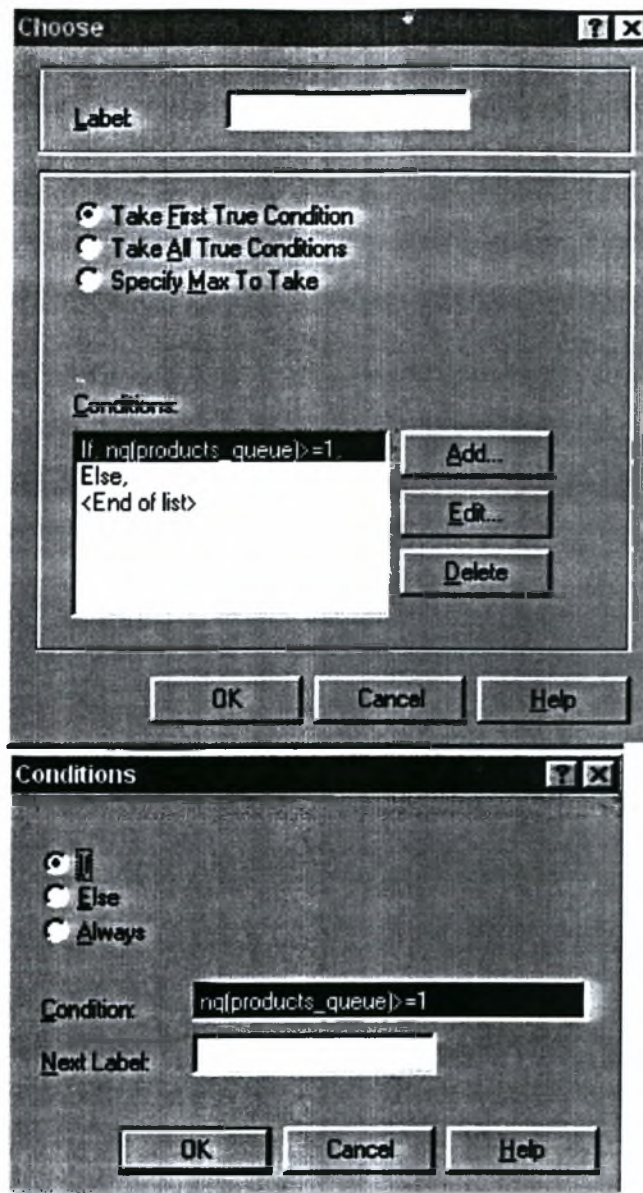 Choose
Label:
Take First True Condition
Take All True Conditions
Specify Max To Take
Conditions:
If, nq(products_queue)>=1,
Else,
<End of list>
Add...
Edit...
Delete
OK Cancel Help
Conditions
If
Else
Always
Condition: nq(products_queue)>=1
Next Label:
OK Cancel Help